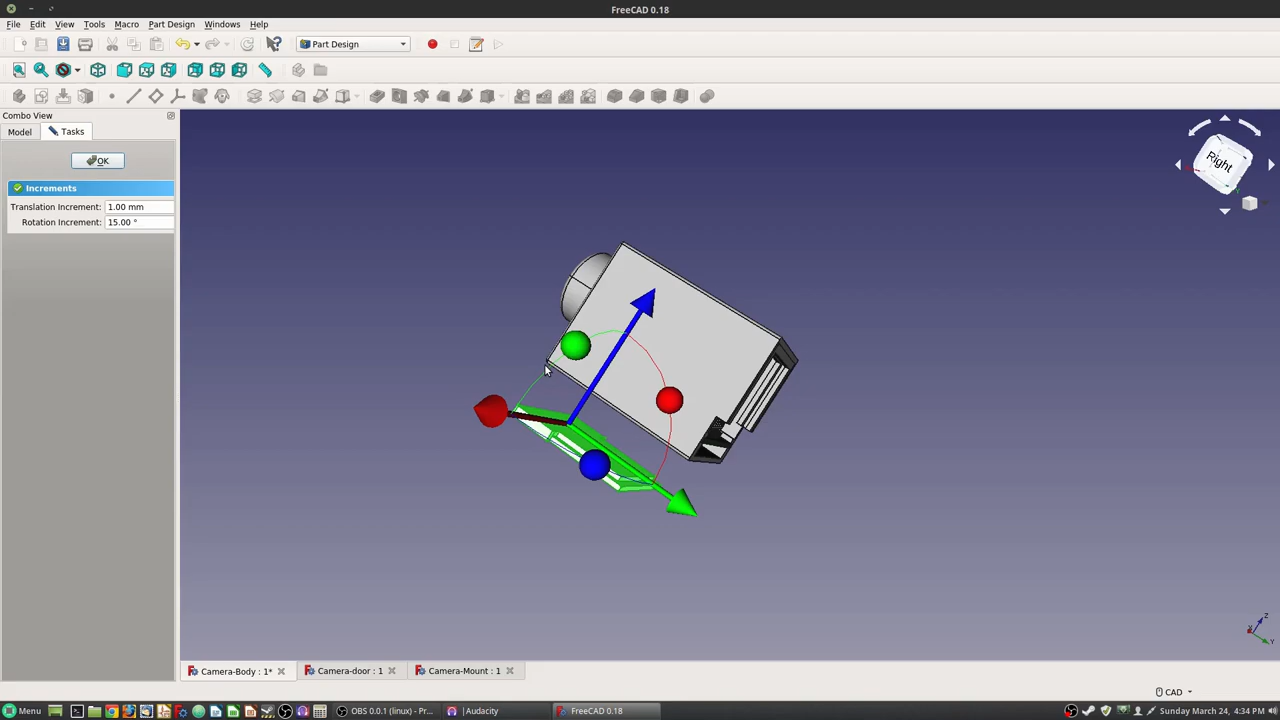 FreeCAD 0.18
File Edit View Tools Macro Part Design Windows Help
Part Design
Combo View
Model Tasks
OK
Increments
Translation Increment: 1.00 mm
Rotation Increment: 15.00 °
Right
Z
Y
Camera-Body : 1* Camera-door : 1 Camera-Mount : 1
CAD
Menu OBS 0.0.1 (linux) - Pr... |Audacity FreeCAD 0.18 Sunday March 24, 4:34 PM